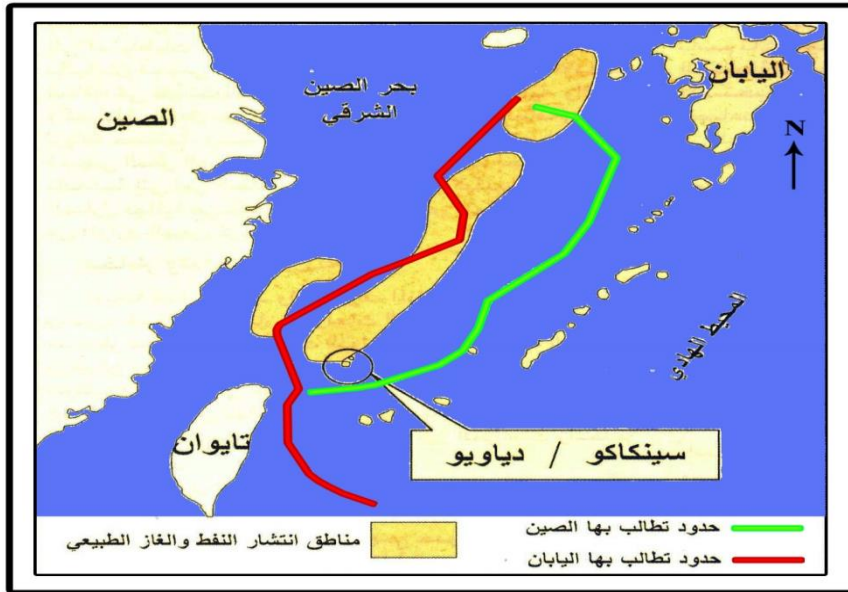 اليابان
بحر الصين
الشرقي
الصين
N
المحيط الهادي
تايوان
سينكاكو / دياويو
حدود تطالب بها الصين
مناطق انتشار النفط والغاز الطبيعي
حدود تطالب بها اليابان